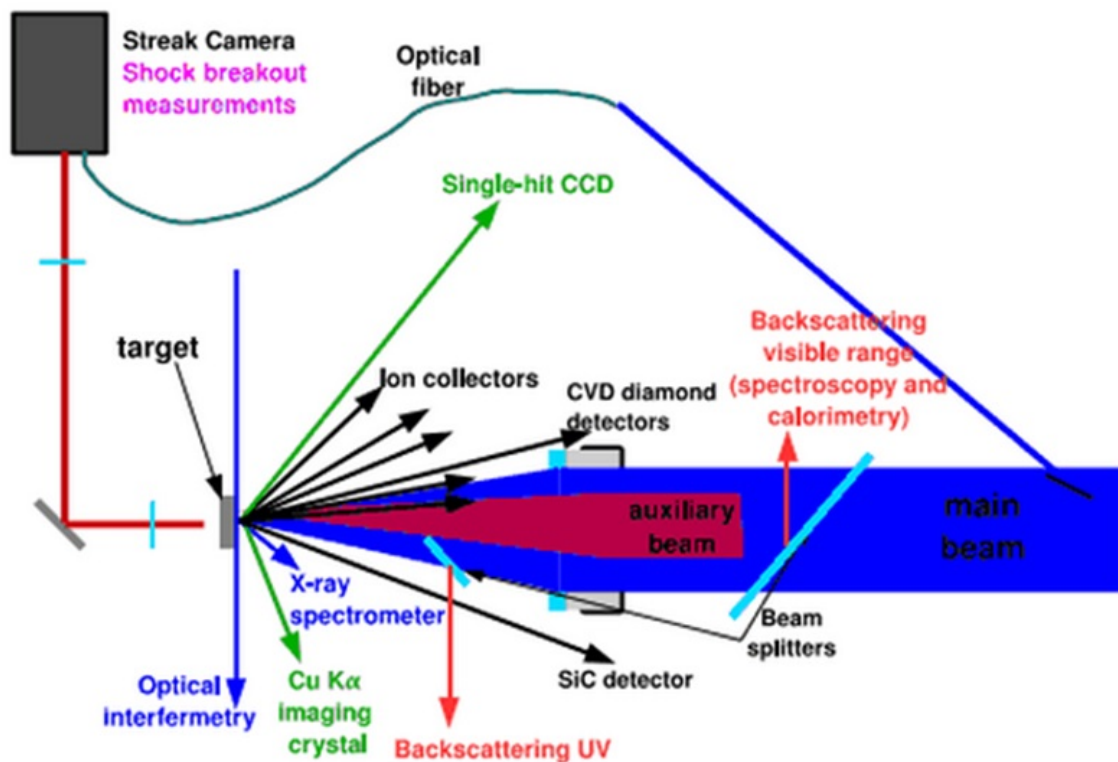 Streak Camera
Shock breakout
measurements
Optical
fiber
Single-hit CCD
target
Ion collectors
CVD diamond
detectors
Backscattering
visible range
(spectroscopy and
calorimetry)
auxiliary
beam
main
beam
X-ray
spectrometer
Beam
splitters
SiC detector
Optical
interfermetry
Cu Kα
imaging
crystal
Backscattering UV